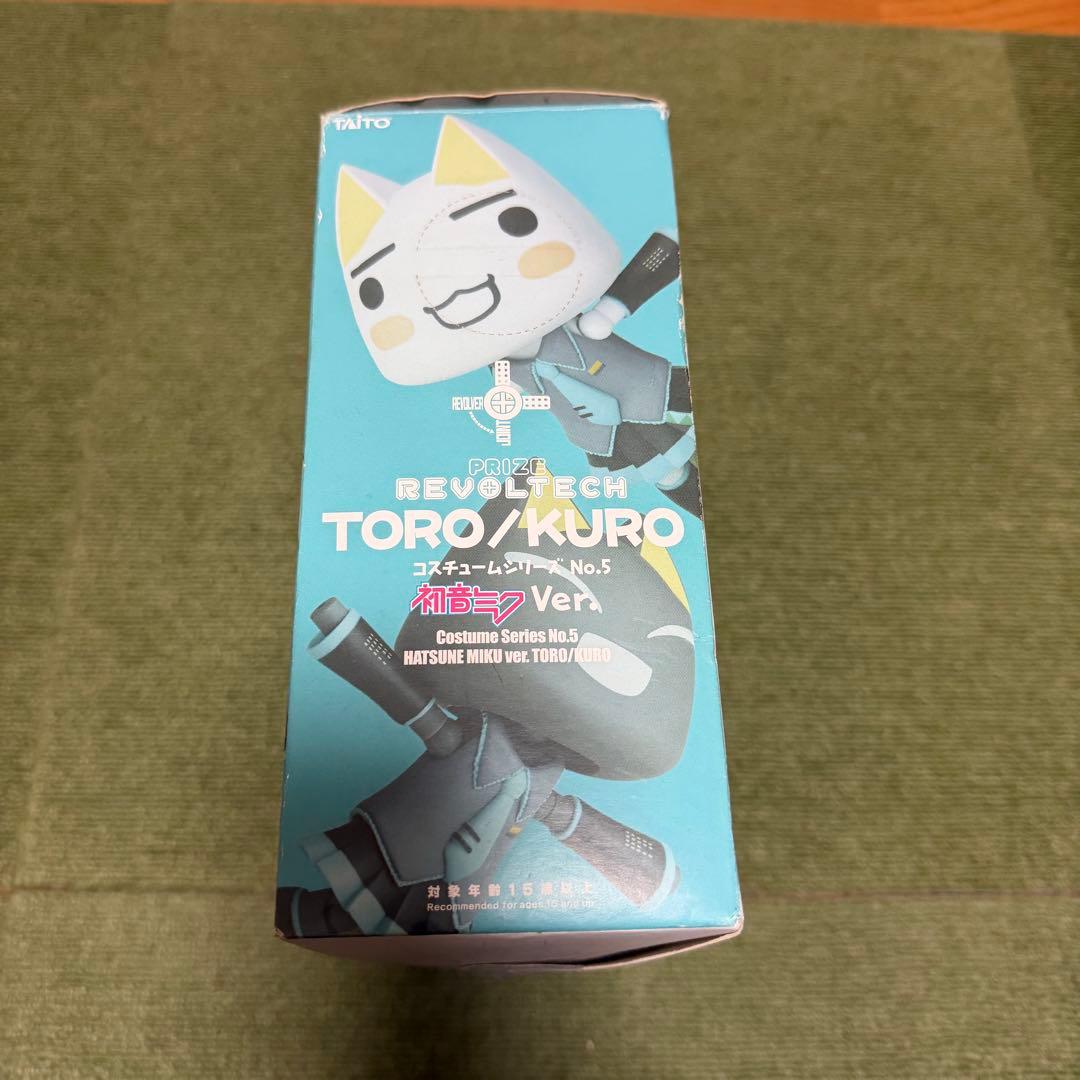 TAITO
REVOLVER
JOINT
PRIZE
REVOLTECH
TORO/KURO
コスチュームシリーズ No.5
初音ミク Ver.
Costume Series No.5
HATSUNE MIKU ver. TORO/KURO
対象年齢15歳以上
Recommended for ages 15 and up.